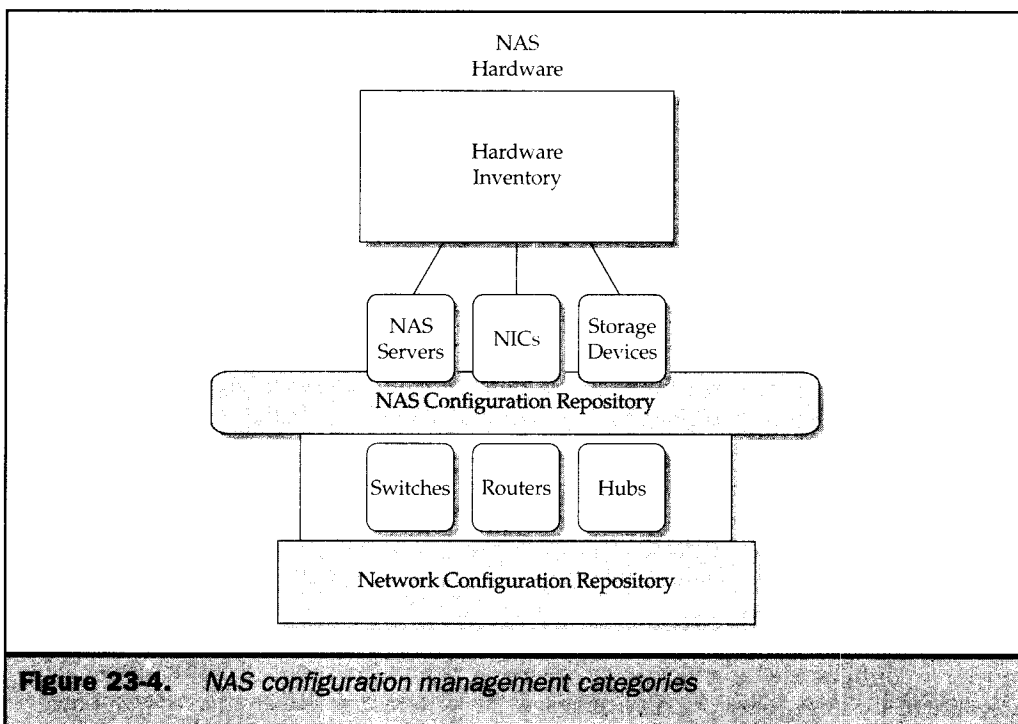 NAS
Hardware
Hardware
Inventory
NAS
Servers
NICs
Storage
Devices
NAS Configuration Repository
Switches
Routers
Hubs
Network Configuration Repository
Figure 23-4. NAS configuration management categories